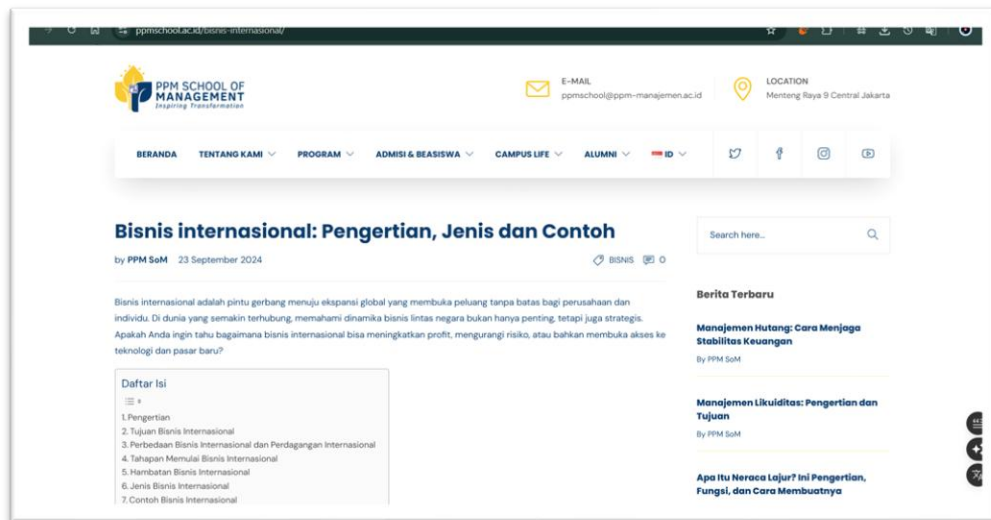 ppmschool.ac.id/bisnis-internasional/
PPM SCHOOL OF
MANAGEMENT
Inspiring Transformation
E-MAIL
ppmschool@ppm-manajemen.ac.id
LOCATION
Menteng Raya 9 Central Jakarta
BERANDA TENTANG KAMI PROGRAM ADMISI & BEASISWA CAMPUS LIFE ALUMNI ID
Bisnis internasional: Pengertian, Jenis dan Contoh
by PPM SoM 23 September 2024 BISNIS 0
Bisnis internasional adalah pintu gerbang menuju ekspansi global yang membuka peluang tanpa batas bagi perusahaan dan
individu. Di dunia yang semakin terhubung, memahami dinamika bisnis lintas negara bukan hanya penting, tetapi juga strategis.
Apakah Anda ingin tahu bagaimana bisnis internasional bisa meningkatkan profit, mengurangi risiko, atau bahkan membuka akses ke
teknologi dan pasar baru?
Daftar Isi
1. Pengertian
2. Tujuan Bisnis Internasional
3. Perbedaan Bisnis Internasional dan Perdagangan Internasional
4. Tahapan Memulai Bisnis Internasional
5. Hambatan Bisnis Internasional
6. Jenis Bisnis Internasional
7. Contoh Bisnis Internasional
Search here...
Berita Terbaru
Manajemen Hutang: Cara Menjaga
Stabilitas Keuangan
By PPM SoM
Manajemen Likuiditas: Pengertian dan
Tujuan
By PPM SoM
Apa Itu Neraca Lajur? Ini Pengertian,
Fungsi, dan Cara Membuatnya